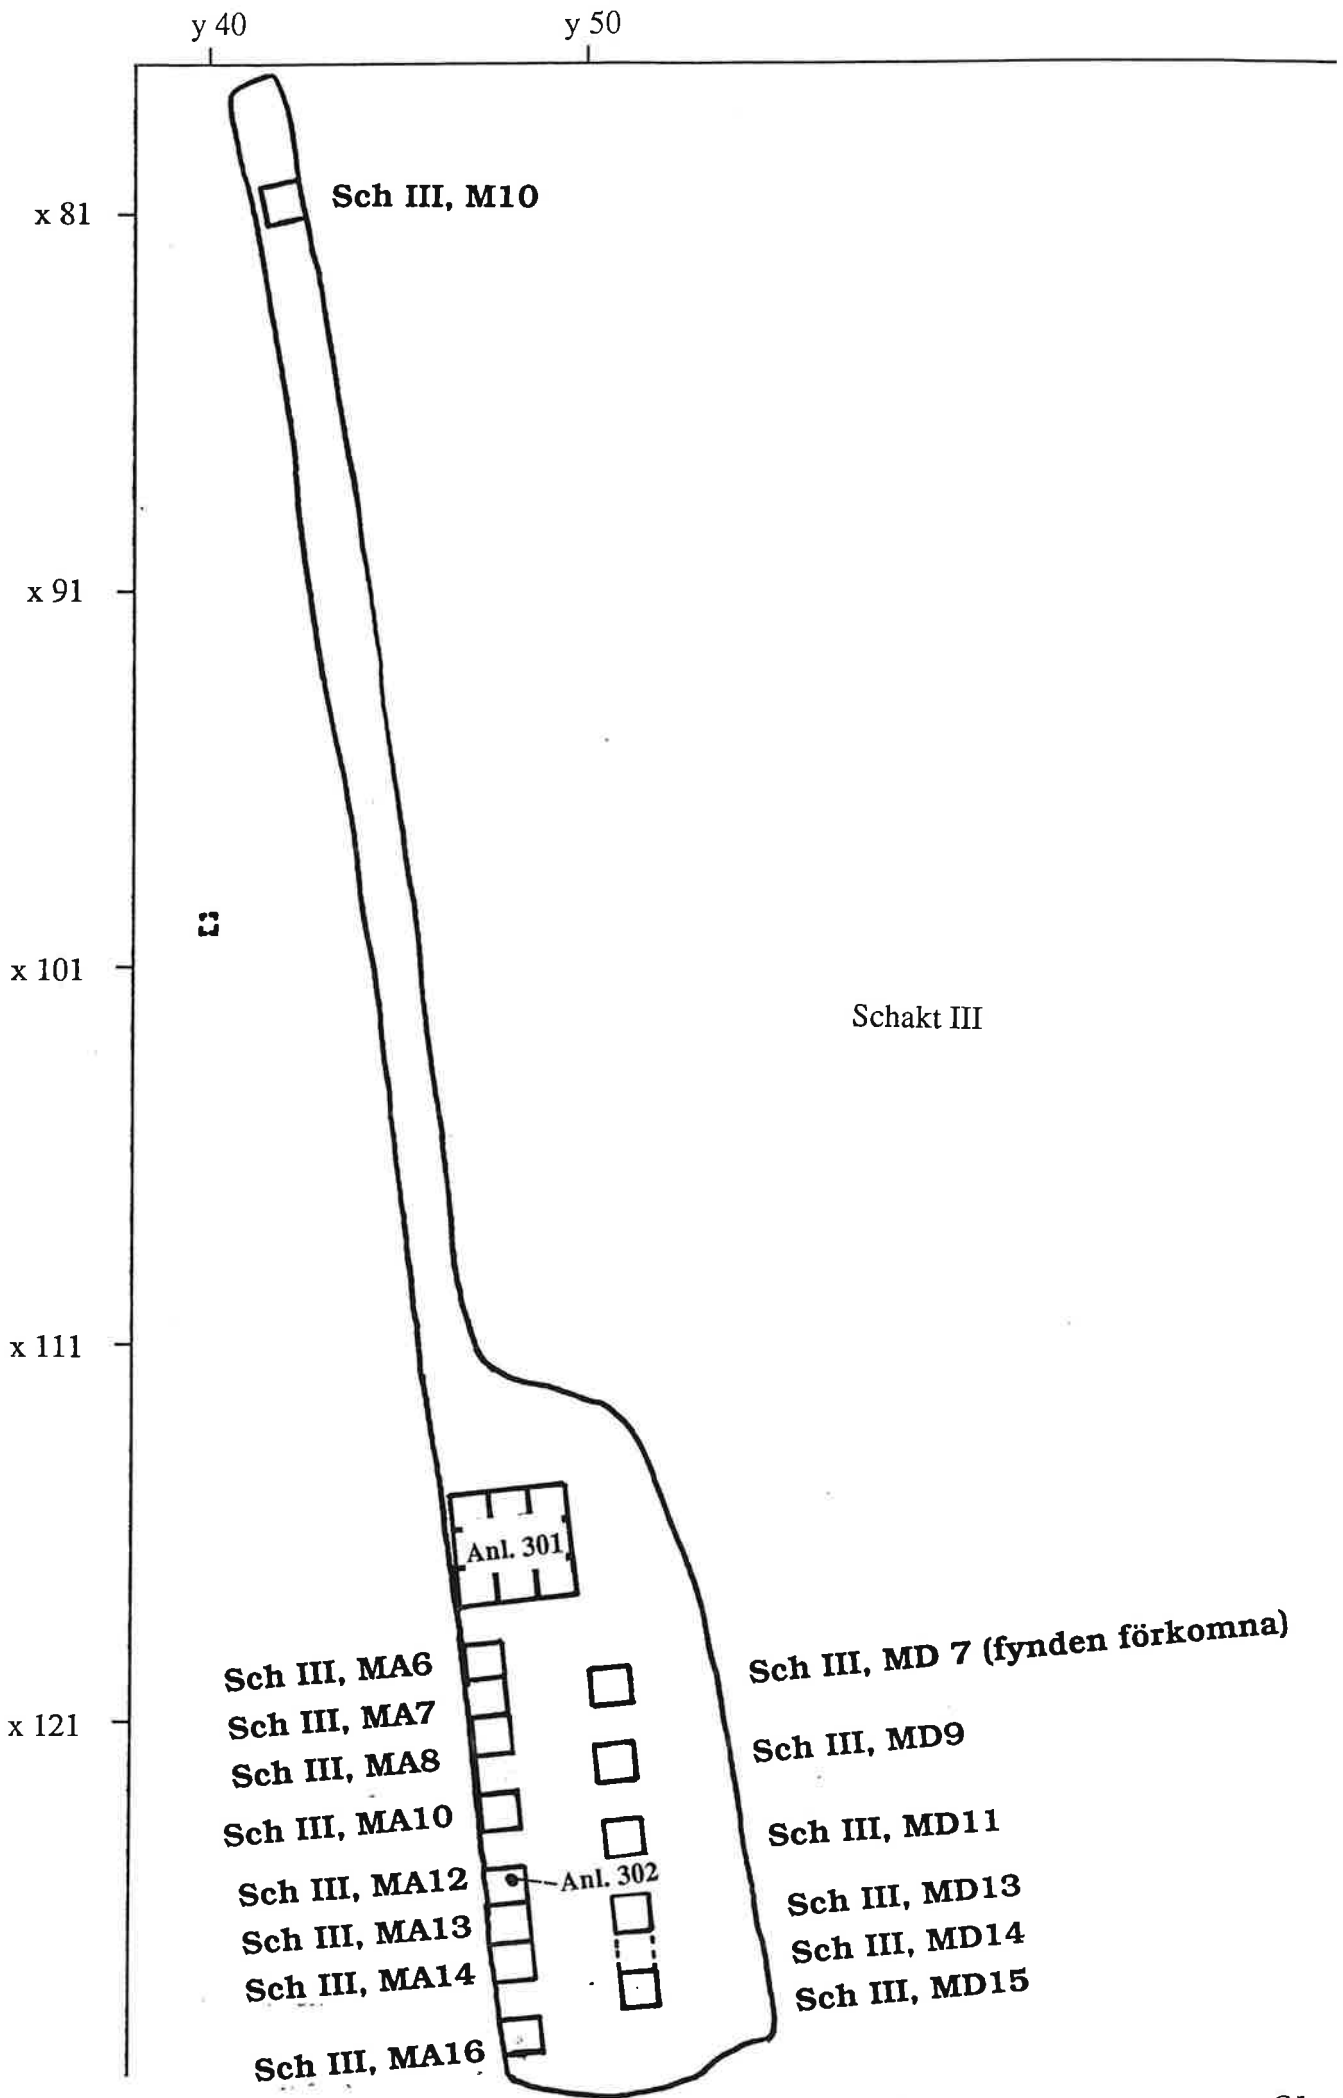 y 40
y 50
x 81
Sch III, M10
x 91
x 101
Schakt III
x 111
Anl. 301
Sch III, MA6
Sch III, MD 7 (fynden förkomna)
Sch III, MA7
x 121
Sch III, MD9
Sch III, MA8
Sch III, MA10
Sch III, MD11
Sch III, MA12
Anl. 302
Sch III, MD13
Sch III, MA13
Sch III, MD14
Sch III, MA14
Sch III, MD15
Sch III, MA16